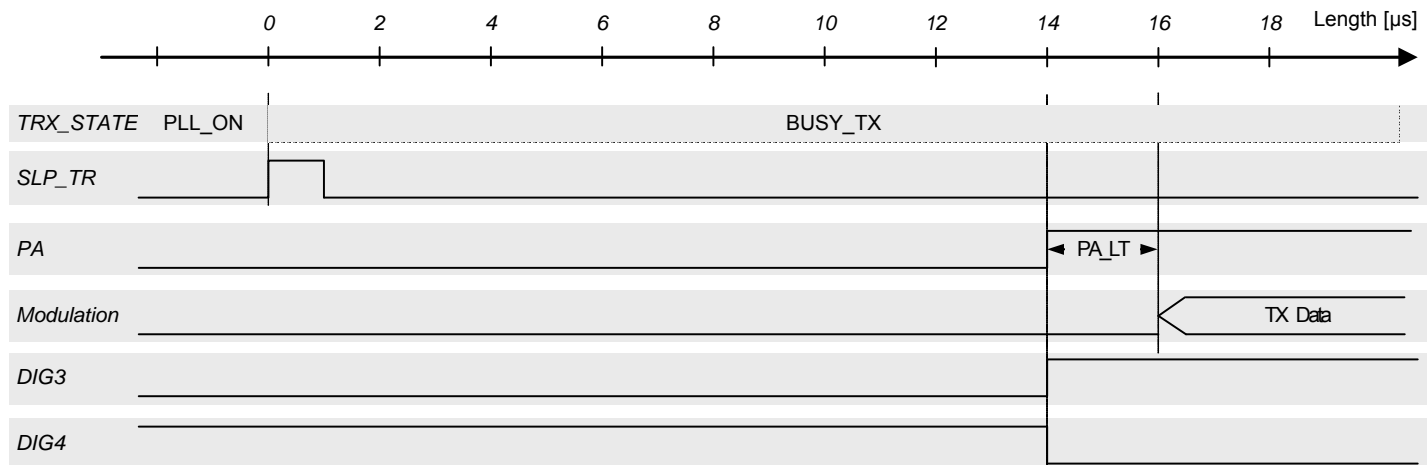 0 2 4 6 8 10 12 14 16 18 Length [µs]
TRX_STATE PLL_ON BUSY_TX
SLP_TR
PA PA_LT
Modulation TX Data
DIG3
DIG4